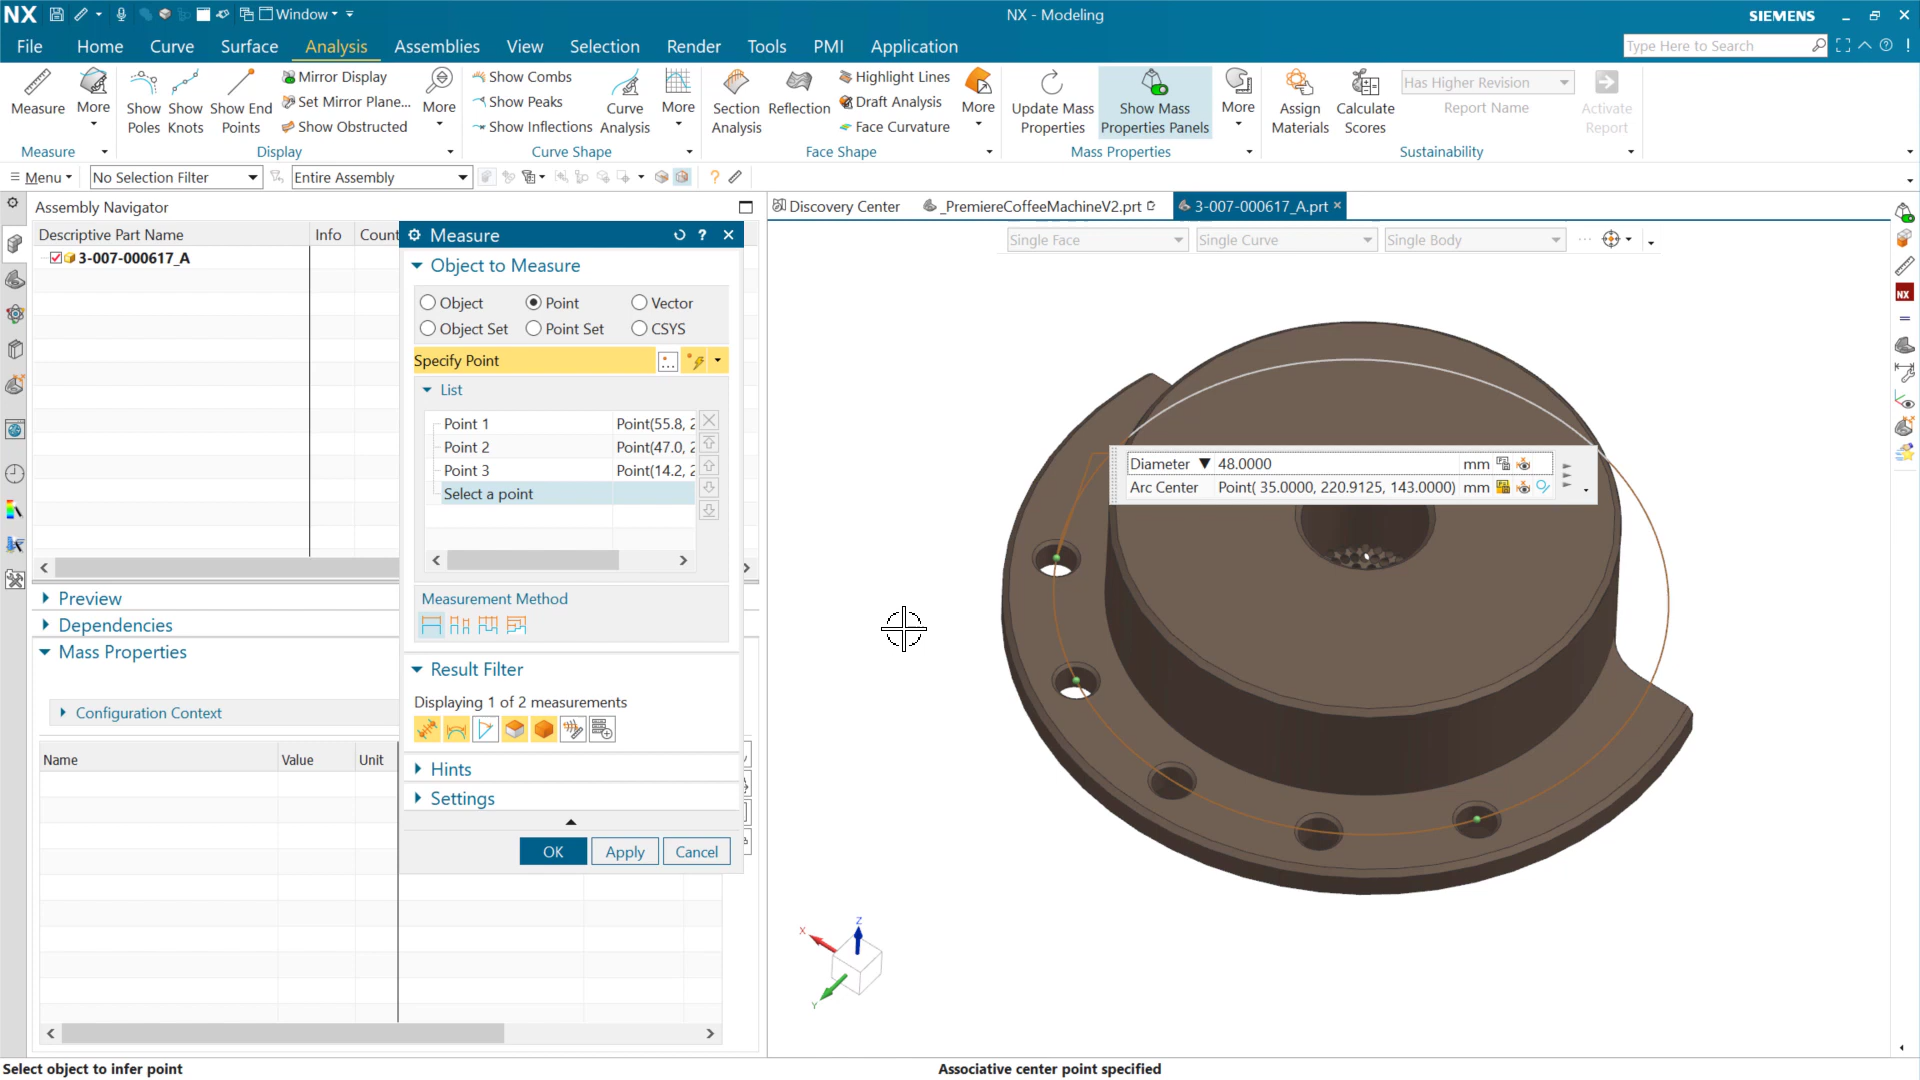 NX
Window
NX - Modeling
SIEMENS
File
Home
Curve
Surface
Analysis
Assemblies
View
Selection
Render
Tools
PMI
Application
Type Here to Search
Measure
More
Show Poles
Show Knots
Show End Points
Mirror Display
Set Mirror Plane...
Show Obstructed
More
Show Combs
Show Peaks
Show Inflections
Curve Analysis
More
Section Analysis
Reflection
Highlight Lines
Draft Analysis
Face Curvature
More
Update Mass Properties
Show Mass Properties Panels
More
Assign Materials
Calculate Scores
Has Higher Revision
Report Name
Activate Report
Measure
Display
Curve Shape
Face Shape
Mass Properties
Sustainability
Menu
No Selection Filter
Entire Assembly
Assembly Navigator
Descriptive Part Name
Info
Count
3-007-000617_A
Discovery Center
_PremiereCoffeeMachineV2.prt
3-007-000617_A.prt
Single Face
Single Curve
Single Body
Measure
Object to Measure
Object
Point
Vector
Object Set
Point Set
CSYS
Specify Point
List
Point 1 Point(55.8, 2
Point 2 Point(47.0, 2
Point 3 Point(14.2, 2
Select a point
Measurement Method
Result Filter
Displaying 1 of 2 measurements
Hints
Settings
OK
Apply
Cancel
Preview
Dependencies
Mass Properties
Configuration Context
Name
Value
Unit
Diameter 48.0000 mm
Arc Center Point( 35.0000, 220.9125, 143.0000) mm
NX
X
Z
Y
Select object to infer point
Associative center point specified